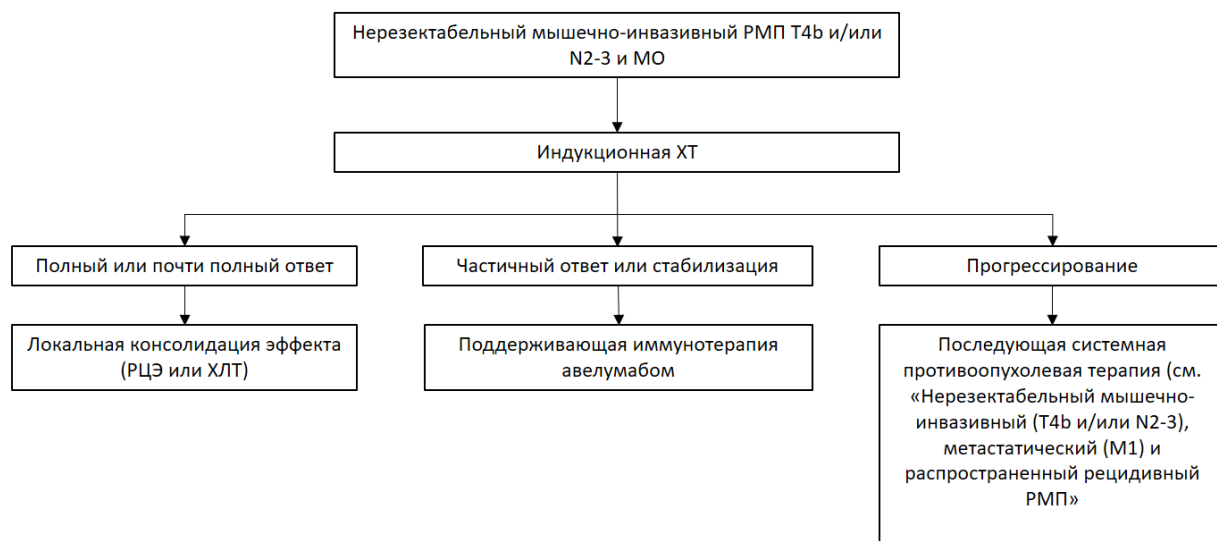 Нерезектабельный мышечно-инвазивный РМП T4b и/или
N2-3 и МО
Индукционная ХТ
Полный или почти полный ответ
Частичный ответ или стабилизация
Прогрессирование
Локальная консолидация эффекта
(РЦЭ или ХЛТ)
Поддерживающая иммунотерапия
авелумабом
Последующая системная
противоопухолевая терапия (см.
«Нерезектабельный мышечно-
инвазивный (T4b и/или N2-3),
метастатический (M1) и
распространенный рецидивный
РМП»